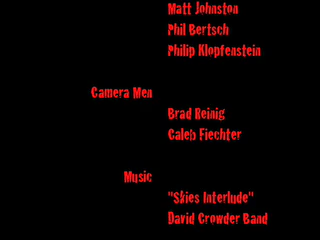 Matt Johnston
Phil Bertsch
Philip Klopfenstein
Camera Men
Brad Reinig
Caleb Fiechter
Music
"Skies Interlude"
David Crowder Band